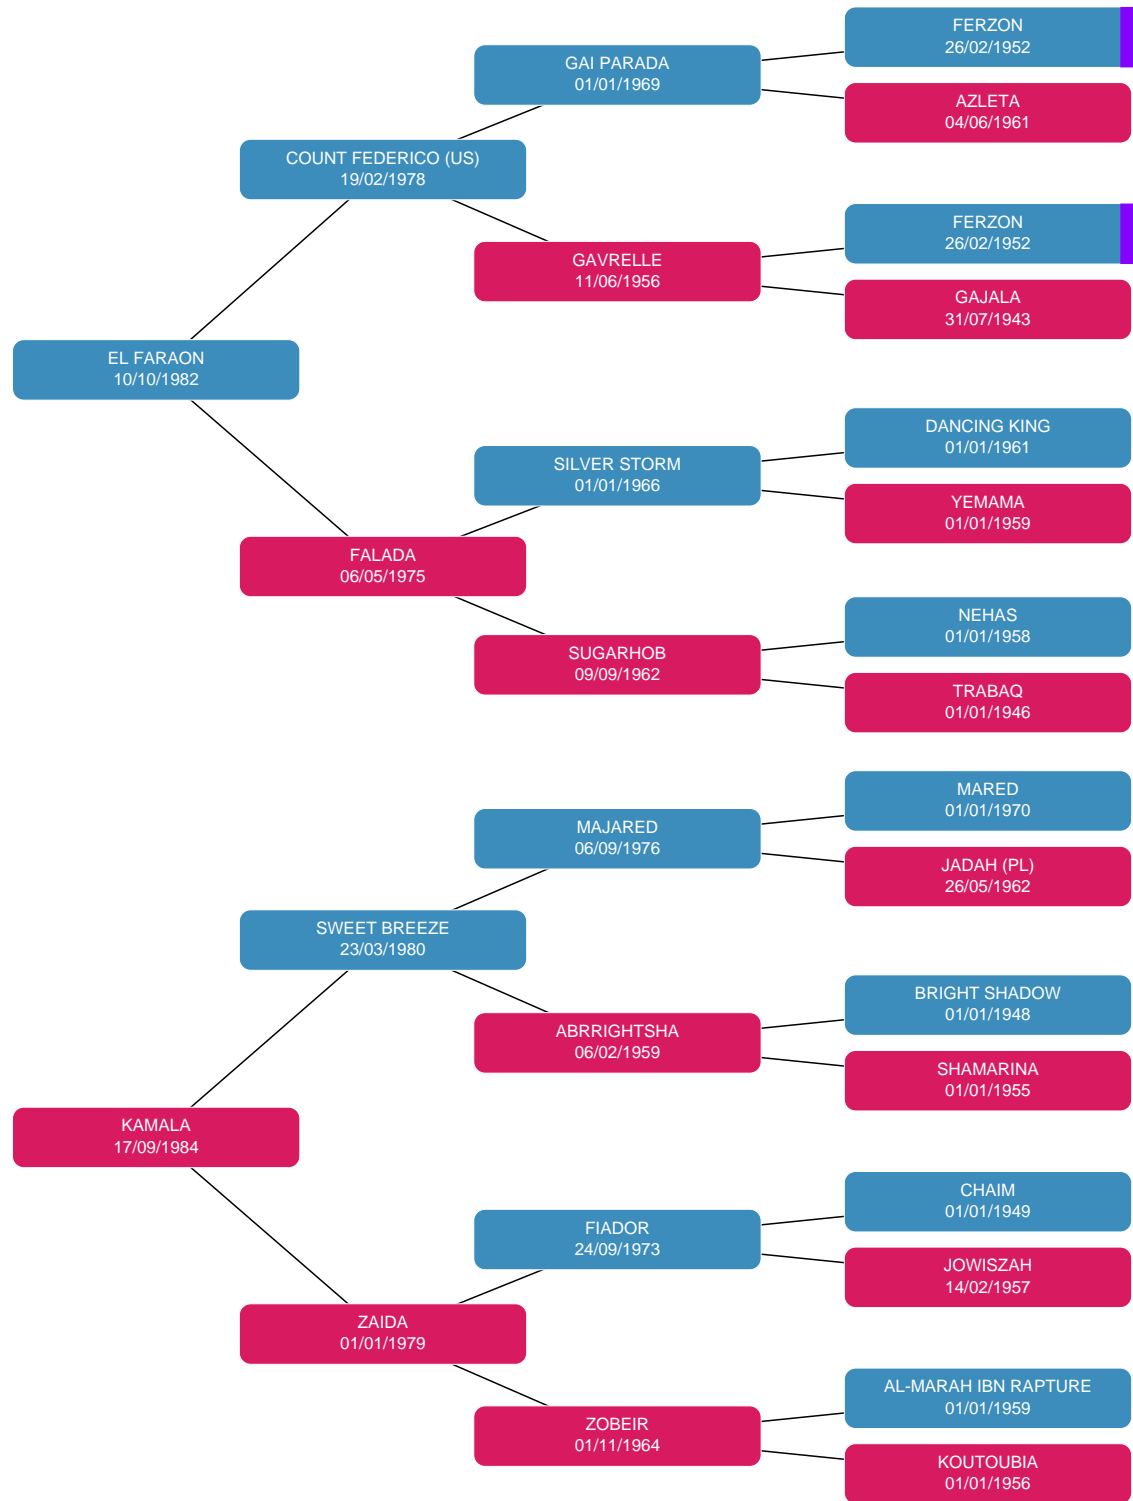 FERZON
26/02/1952
GAI PARADA
01/01/1969
AZLETA
04/06/1961
COUNT FEDERICO (US)
19/02/1978
FERZON
26/02/1952
GAVRELLE
11/06/1956
GAJALA
31/07/1943
EL FARAON
10/10/1982
DANCING KING
01/01/1961
SILVER STORM
01/01/1966
YEMAMA
01/01/1959
FALADA
06/05/1975
NEHAS
01/01/1958
SUGARHOB
09/09/1962
TRABAQ
01/01/1946
MARED
01/01/1970
MAJARED
06/09/1976
JADAH (PL)
26/05/1962
SWEET BREEZE
23/03/1980
BRIGHT SHADOW
01/01/1948
ABRRIGHTSHA
06/02/1959
SHAMARINA
01/01/1955
KAMALA
17/09/1984
CHAIM
01/01/1949
FIADOR
24/09/1973
JOWISZAH
14/02/1957
ZAIDA
01/01/1979
AL-MARAH IBN RAPTURE
01/01/1959
ZOBEIR
01/11/1964
KOUTOUBIA
01/01/1956